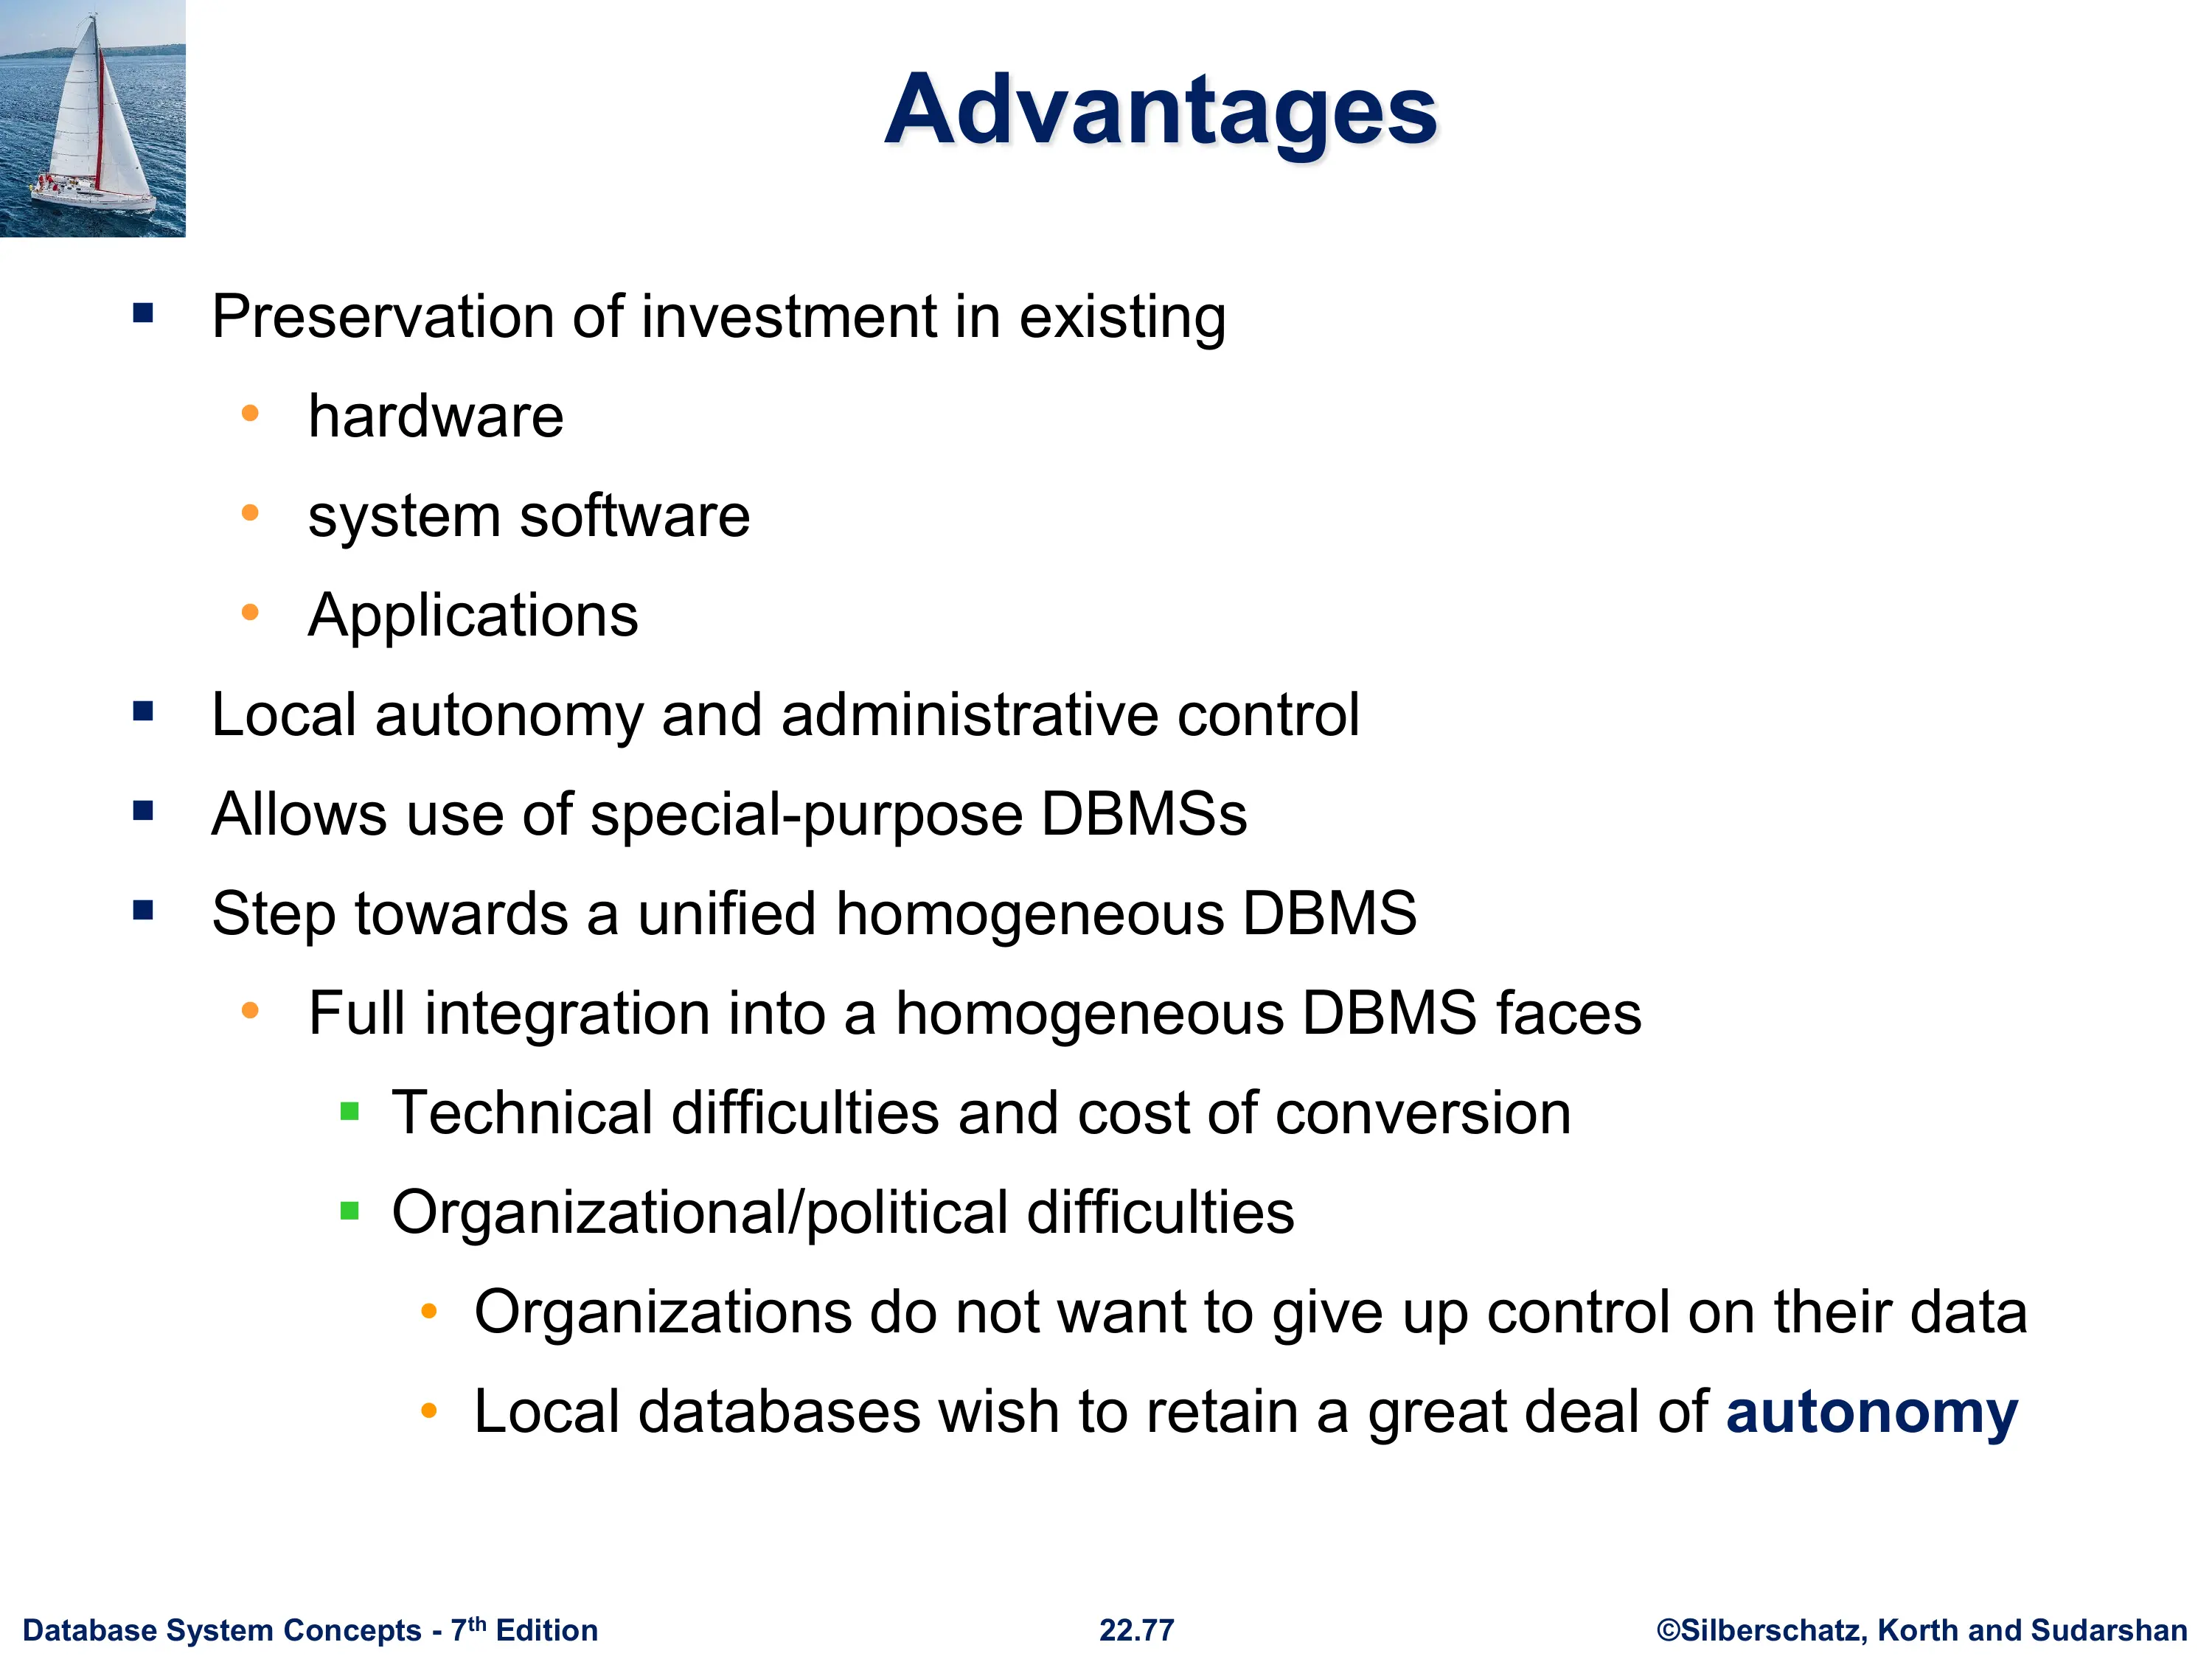 Advantages
▪ Preservation of investment in existing
• hardware
• system software
• Applications
▪ Local autonomy and administrative control
▪ Allows use of special-purpose DBMSs
▪ Step towards a unified homogeneous DBMS
• Full integration into a homogeneous DBMS faces
▪ Technical difficulties and cost of conversion
▪ Organizational/political difficulties
• Organizations do not want to give up control on their data
• Local databases wish to retain a great deal of autonomy
Database System Concepts - 7th Edition 22.77 ©Silberschatz, Korth and Sudarshan